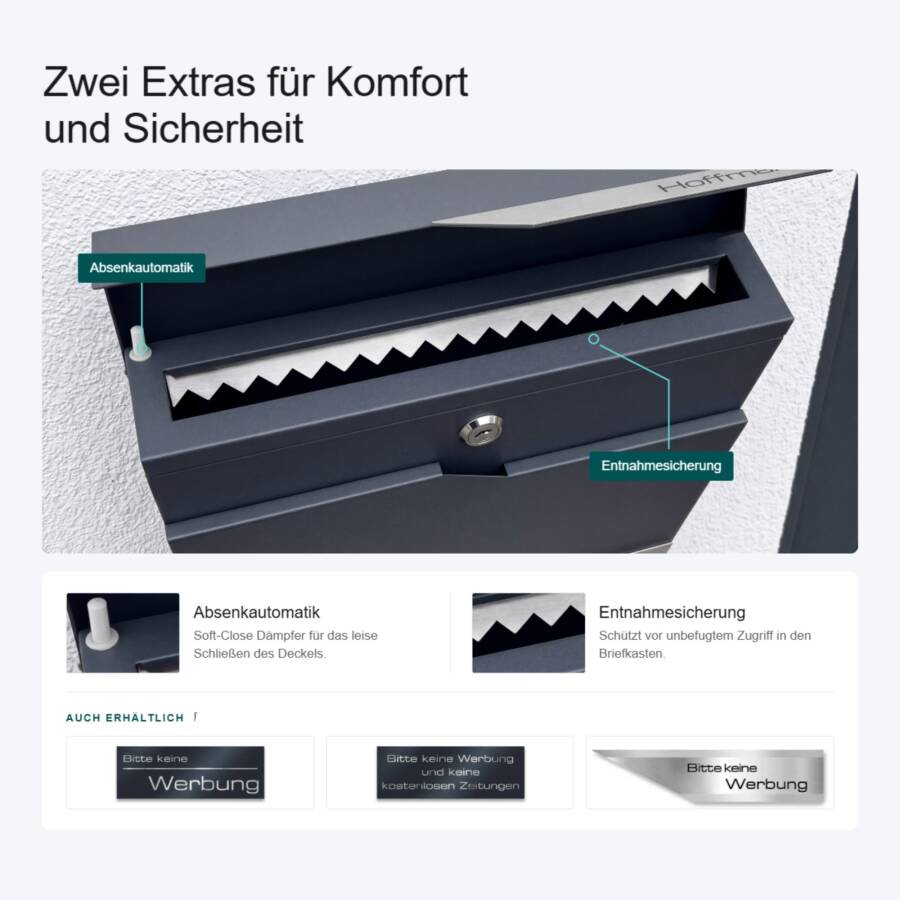 Zwei Extras für Komfort
und Sicherheit
Absenkautomatik
Entnahmesicherung
Absenkautomatik
Soft-Close Dämpfer für das leise
Schließen des Deckels.
Entnahmesicherung
Schützt vor unbefugtem Zugriff in den
Briefkasten.
AUCH ERHÄLTLICH
Bitte keine
Werbung
Bitte keine Werbung
und keine
kostenlosen Zeitungen
Bitte keine
Werbung